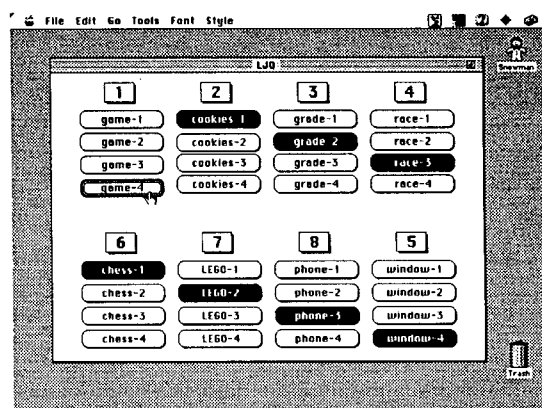 File Edit Go Tools Font Style
LJQ
Snowman
1 2 3 4
game-1 cookies-1 grade-1 race-1
game-2 cookies-2 grade-2 race-2
game-3 cookies-3 grade-3 race-3
game-4 cookies-4 grade-4 race-4
6 7 8 5
chess-1 LEGO-1 phone-1 window-1
chess-2 LEGO-2 phone-2 window-2
chess-3 LEGO-3 phone-3 window-3
chess-4 LEGO-4 phone-4 window-4
Trash